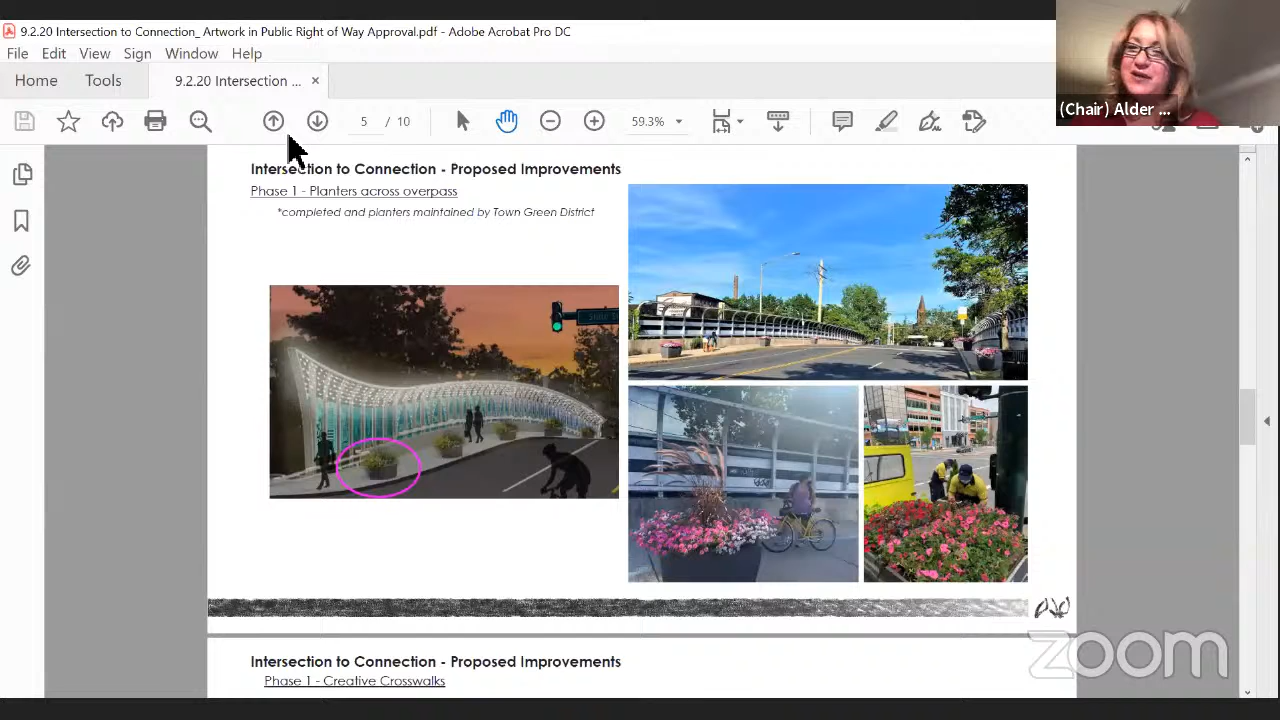 9.2.20 Intersection to Connection_ Artwork in Public Right of Way Approval.pdf - Adobe Acrobat Pro DC
File Edit View Sign Window Help
Home Tools 9.2.20 Intersection ... ×
5 / 10 59.3%
(Chair) Alder ...
Intersection to Connection - Proposed Improvements
Phase 1 - Planters across overpass
*completed and planters maintained by Town Green District
State
Intersection to Connection - Proposed Improvements
Phase 1 - Creative Crosswalks
zoom